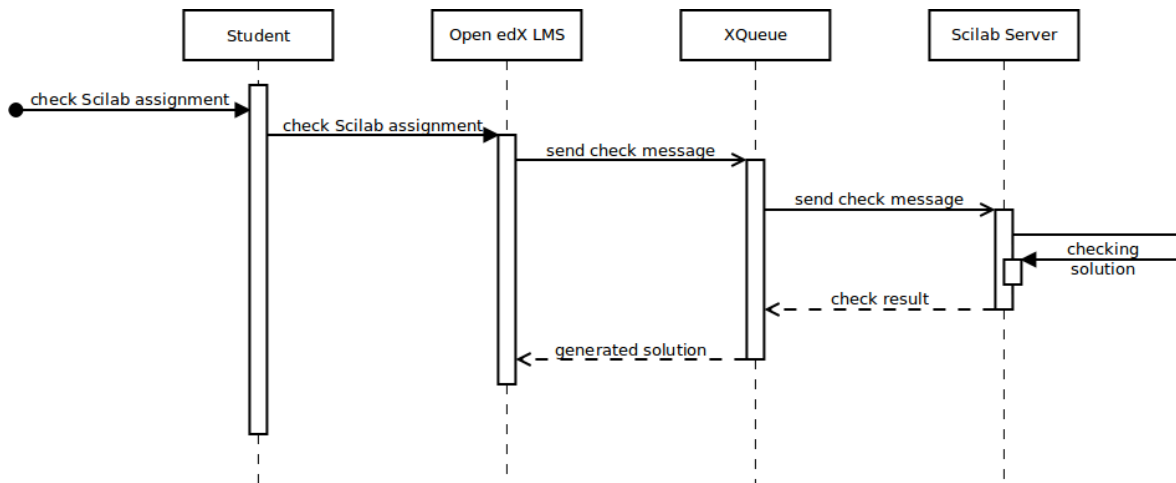 Student
Open edX LMS
XQueue
Scilab Server
check Scilab assignment
check Scilab assignment
send check message
send check message
checking
solution
check result
generated solution